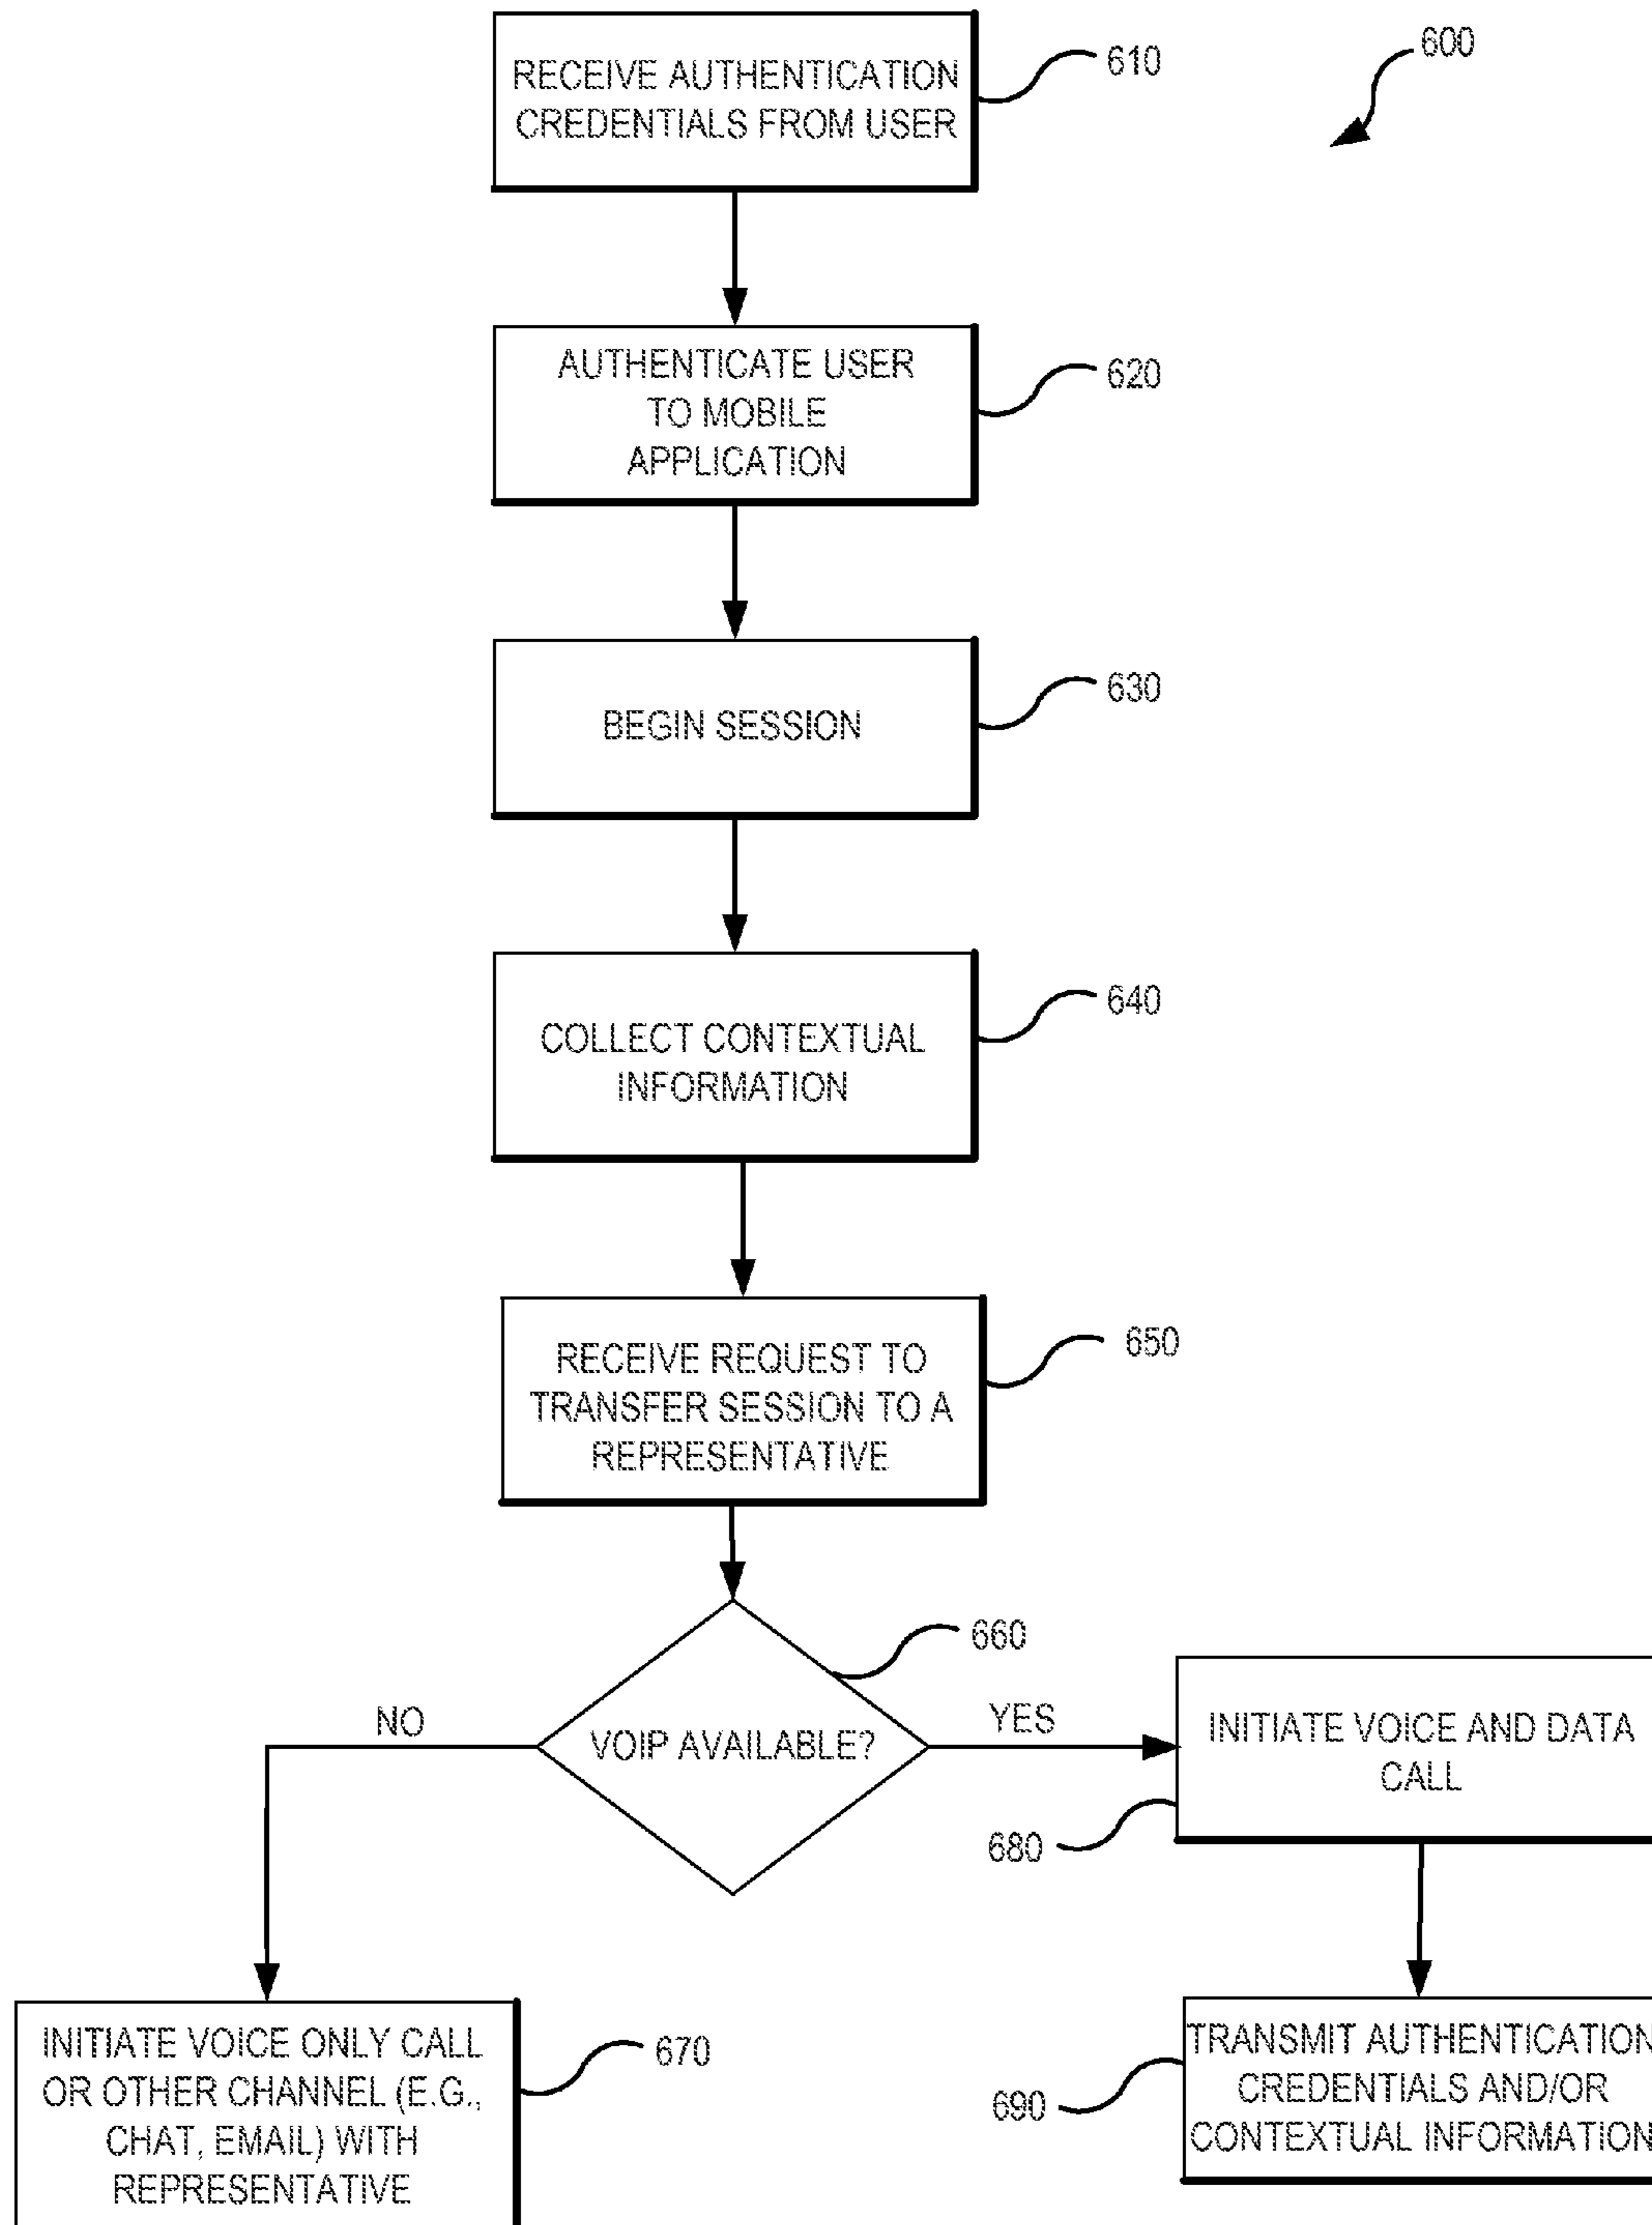 600
RECEIVE AUTHENTICATION
CREDENTIALS FROM USER
610
AUTHENTICATE USER
TO MOBILE
APPLICATION
620
BEGIN SESSION
630
COLLECT CONTEXTUAL
INFORMATION
640
RECEIVE REQUEST TO
TRANSFER SESSION TO A
REPRESENTATIVE
650
VOIP AVAILABLE?
660
NO
YES
INITIATE VOICE AND DATA
CALL
680
INITIATE VOICE ONLY CALL
OR OTHER CHANNEL (E.G.,
CHAT, EMAIL) WITH
REPRESENTATIVE
670
TRANSMIT AUTHENTICATION
CREDENTIALS AND/OR
CONTEXTUAL INFORMATION
690